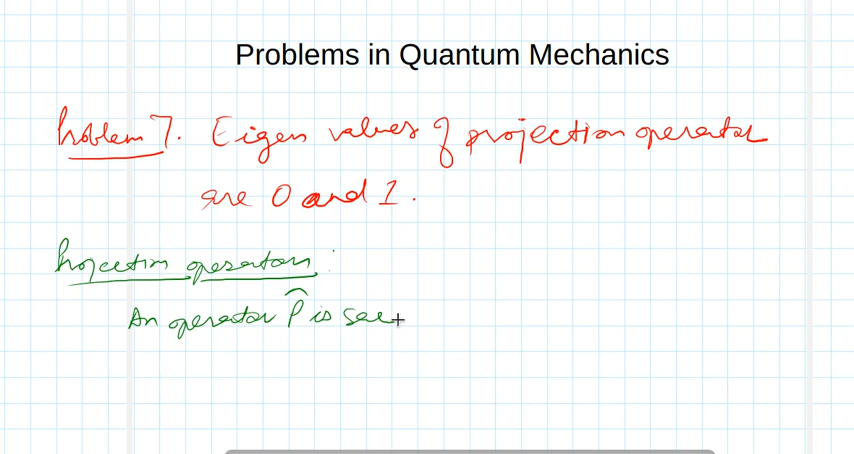 Problems in Quantum Mechanics
Problem 7. Eigen values of projection operator
are 0 and 1.
Projection operators:
An operator P̂ is